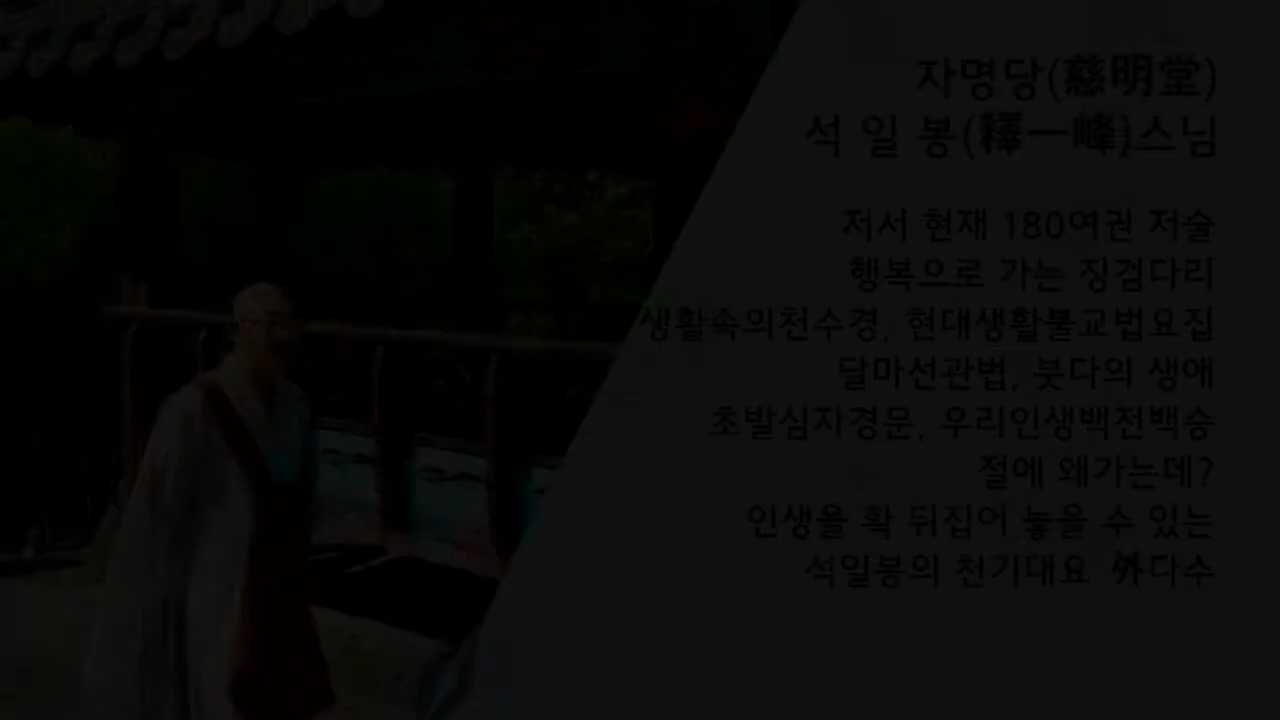 자명당(慈明堂)
석 일 봉(釋一峰)스님
저서 현재 180여권 저술
행복으로 가는 징검다리
생활속의천수경, 현대생활불교법요집
달마선관법, 붓다의 생애
초발심자경문, 우리인생백전백승
절에 왜가는데?
인생을 확 뒤집어 놓을 수 있는
석일봉의 천기대요 外다수